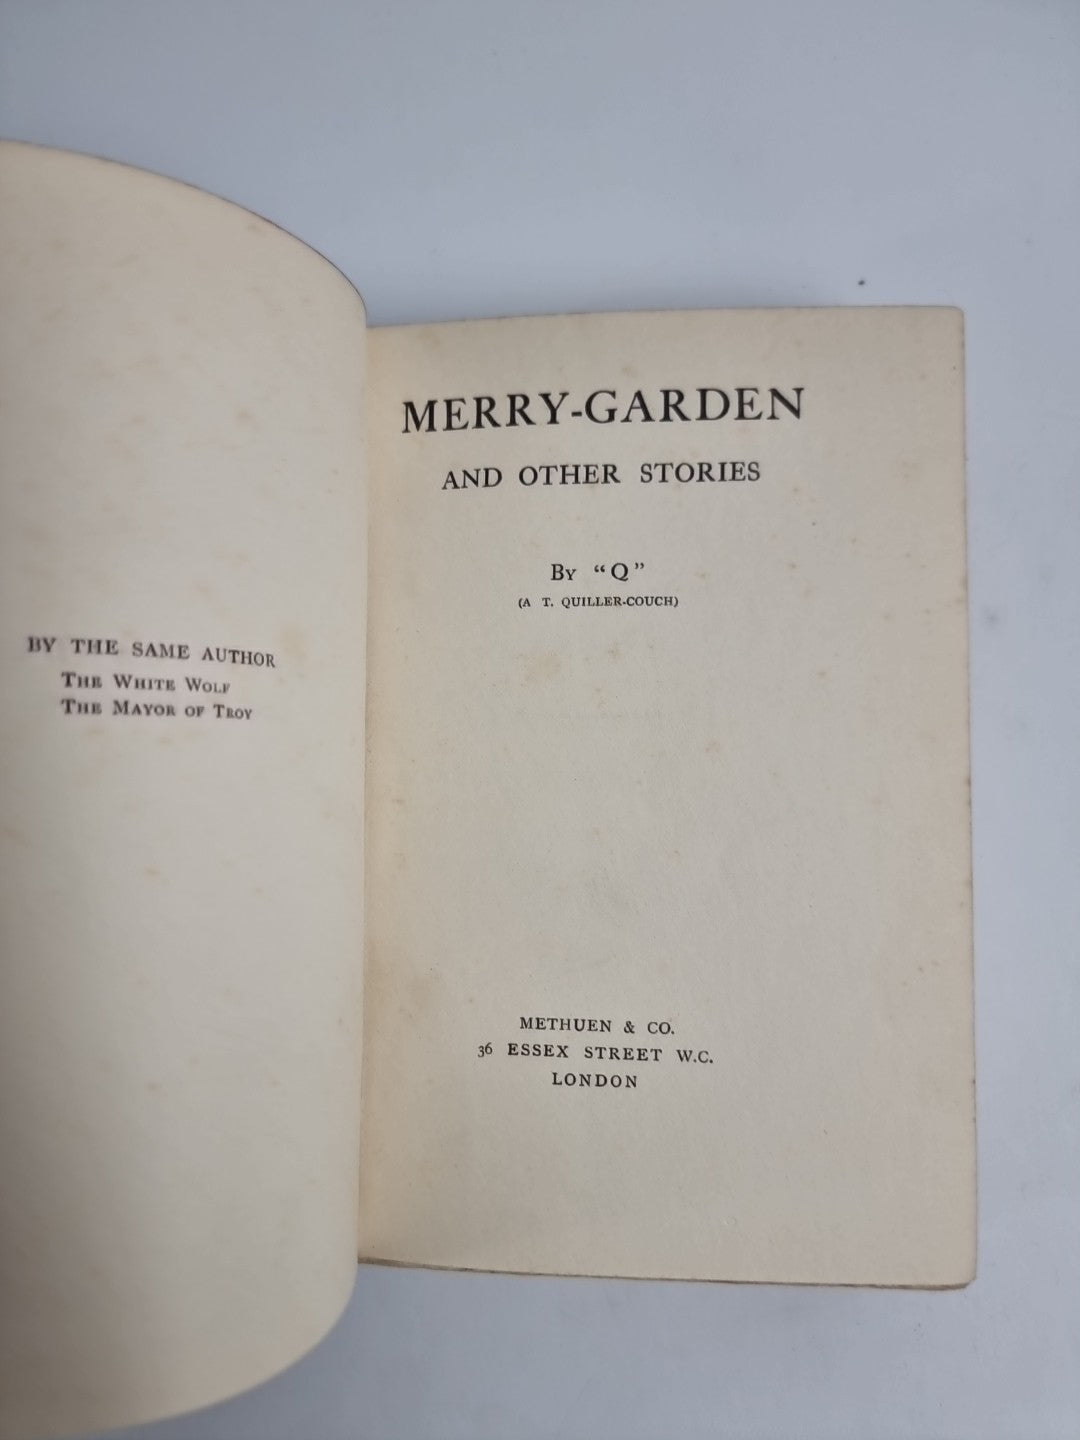 BY THE SAME AUTHOR
THE WHITE WOLF
THE MAYOR OF TROY
MERRY-GARDEN
AND OTHER STORIES
BY "Q"
(A T. QUILLER-COUCH)
METHUEN & CO.
36 ESSEX STREET W.C.
LONDON